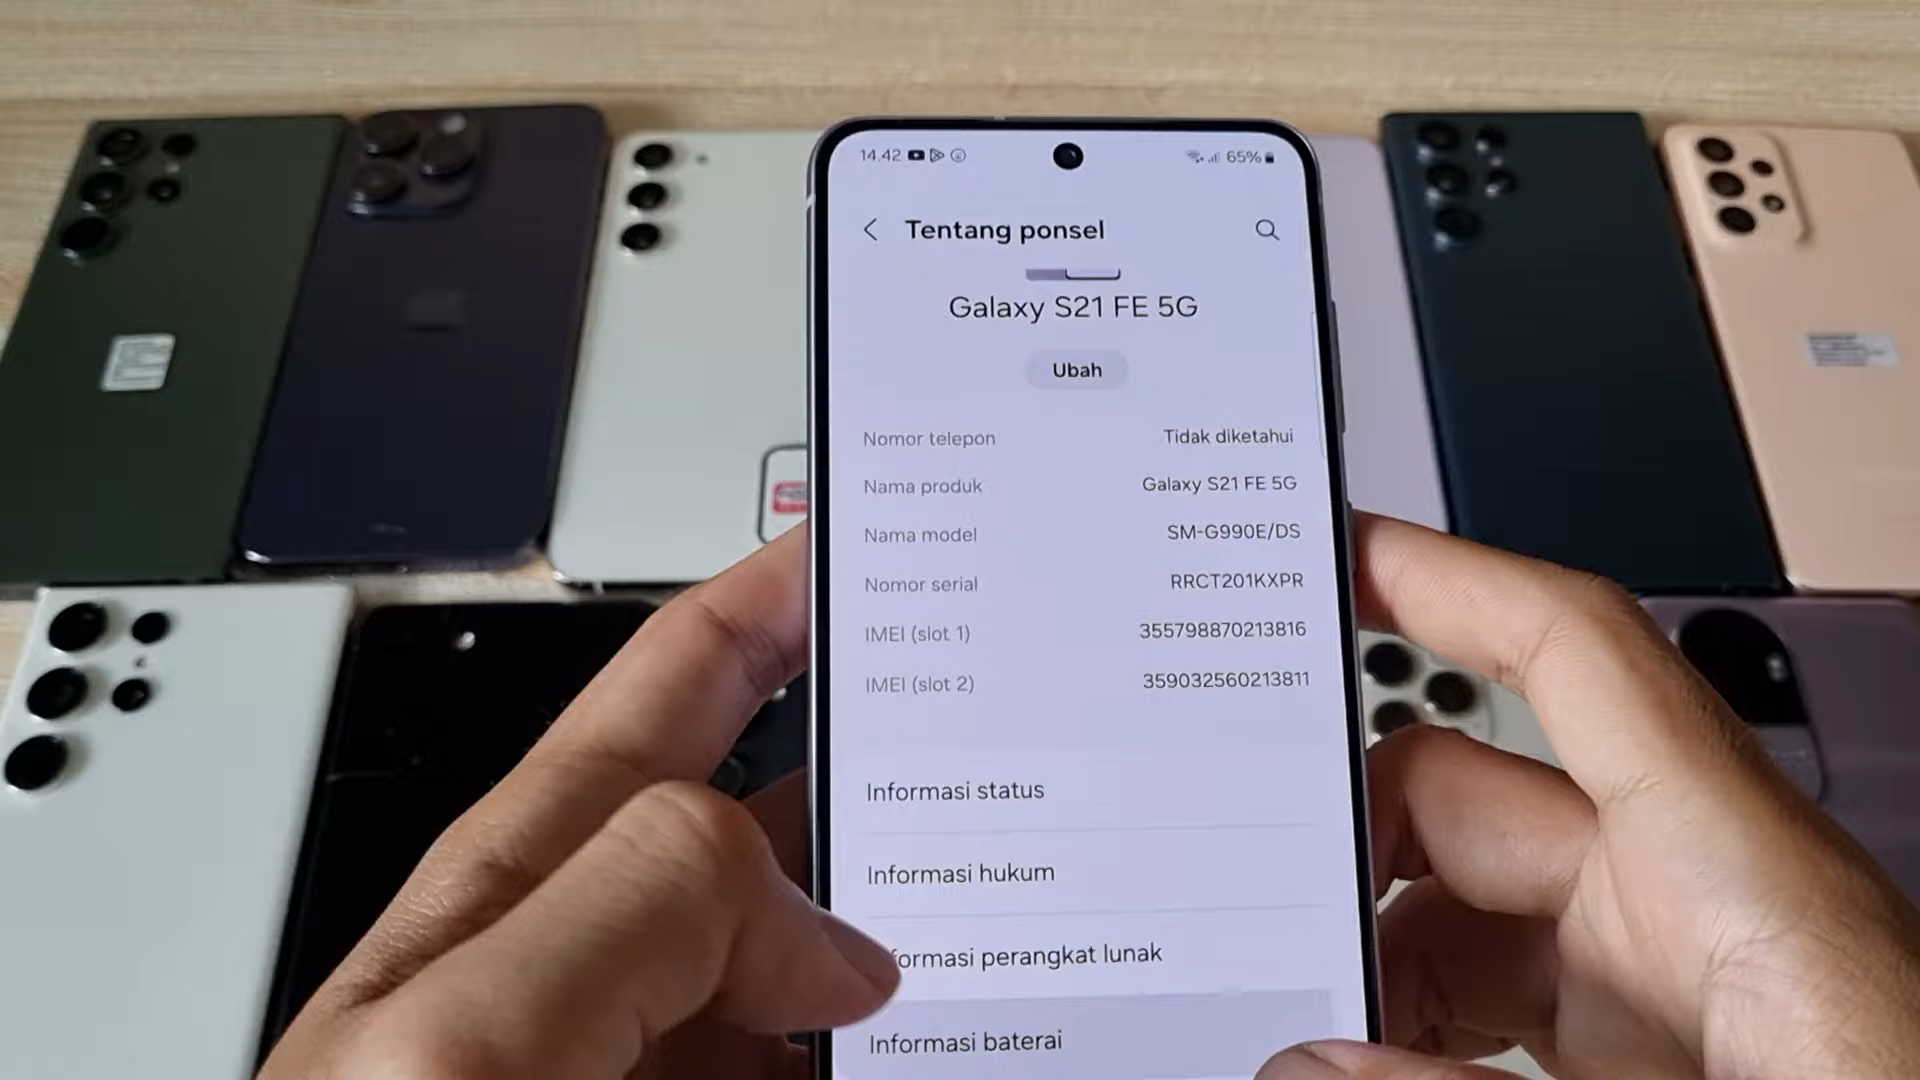 14.42 65%
Tentang ponsel
Galaxy S21 FE 5G
Ubah
Nomor telepon Tidak diketahui
Nama produk Galaxy S21 FE 5G
Nama model SM-G990E/DS
Nomor serial RRCT201KXPR
IMEI (slot 1) 355798870213816
IMEI (slot 2) 359032560213811
Informasi status
Informasi hukum
formasi perangkat lunak
Informasi baterai